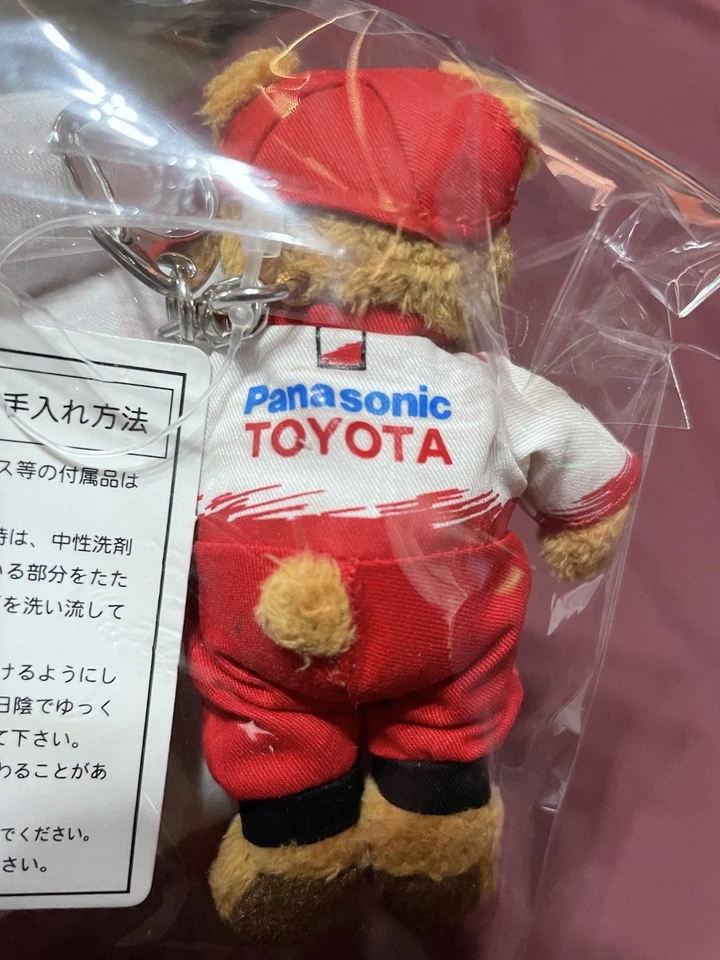 手入れ方法
ス等の付属品は
時は、中性洗剤
いる部分をたた
を洗い流して
けるようにし
日陰でゆっく
て下さい。
わることがあ
でください。
さい。
Panasonic
TOYOTA